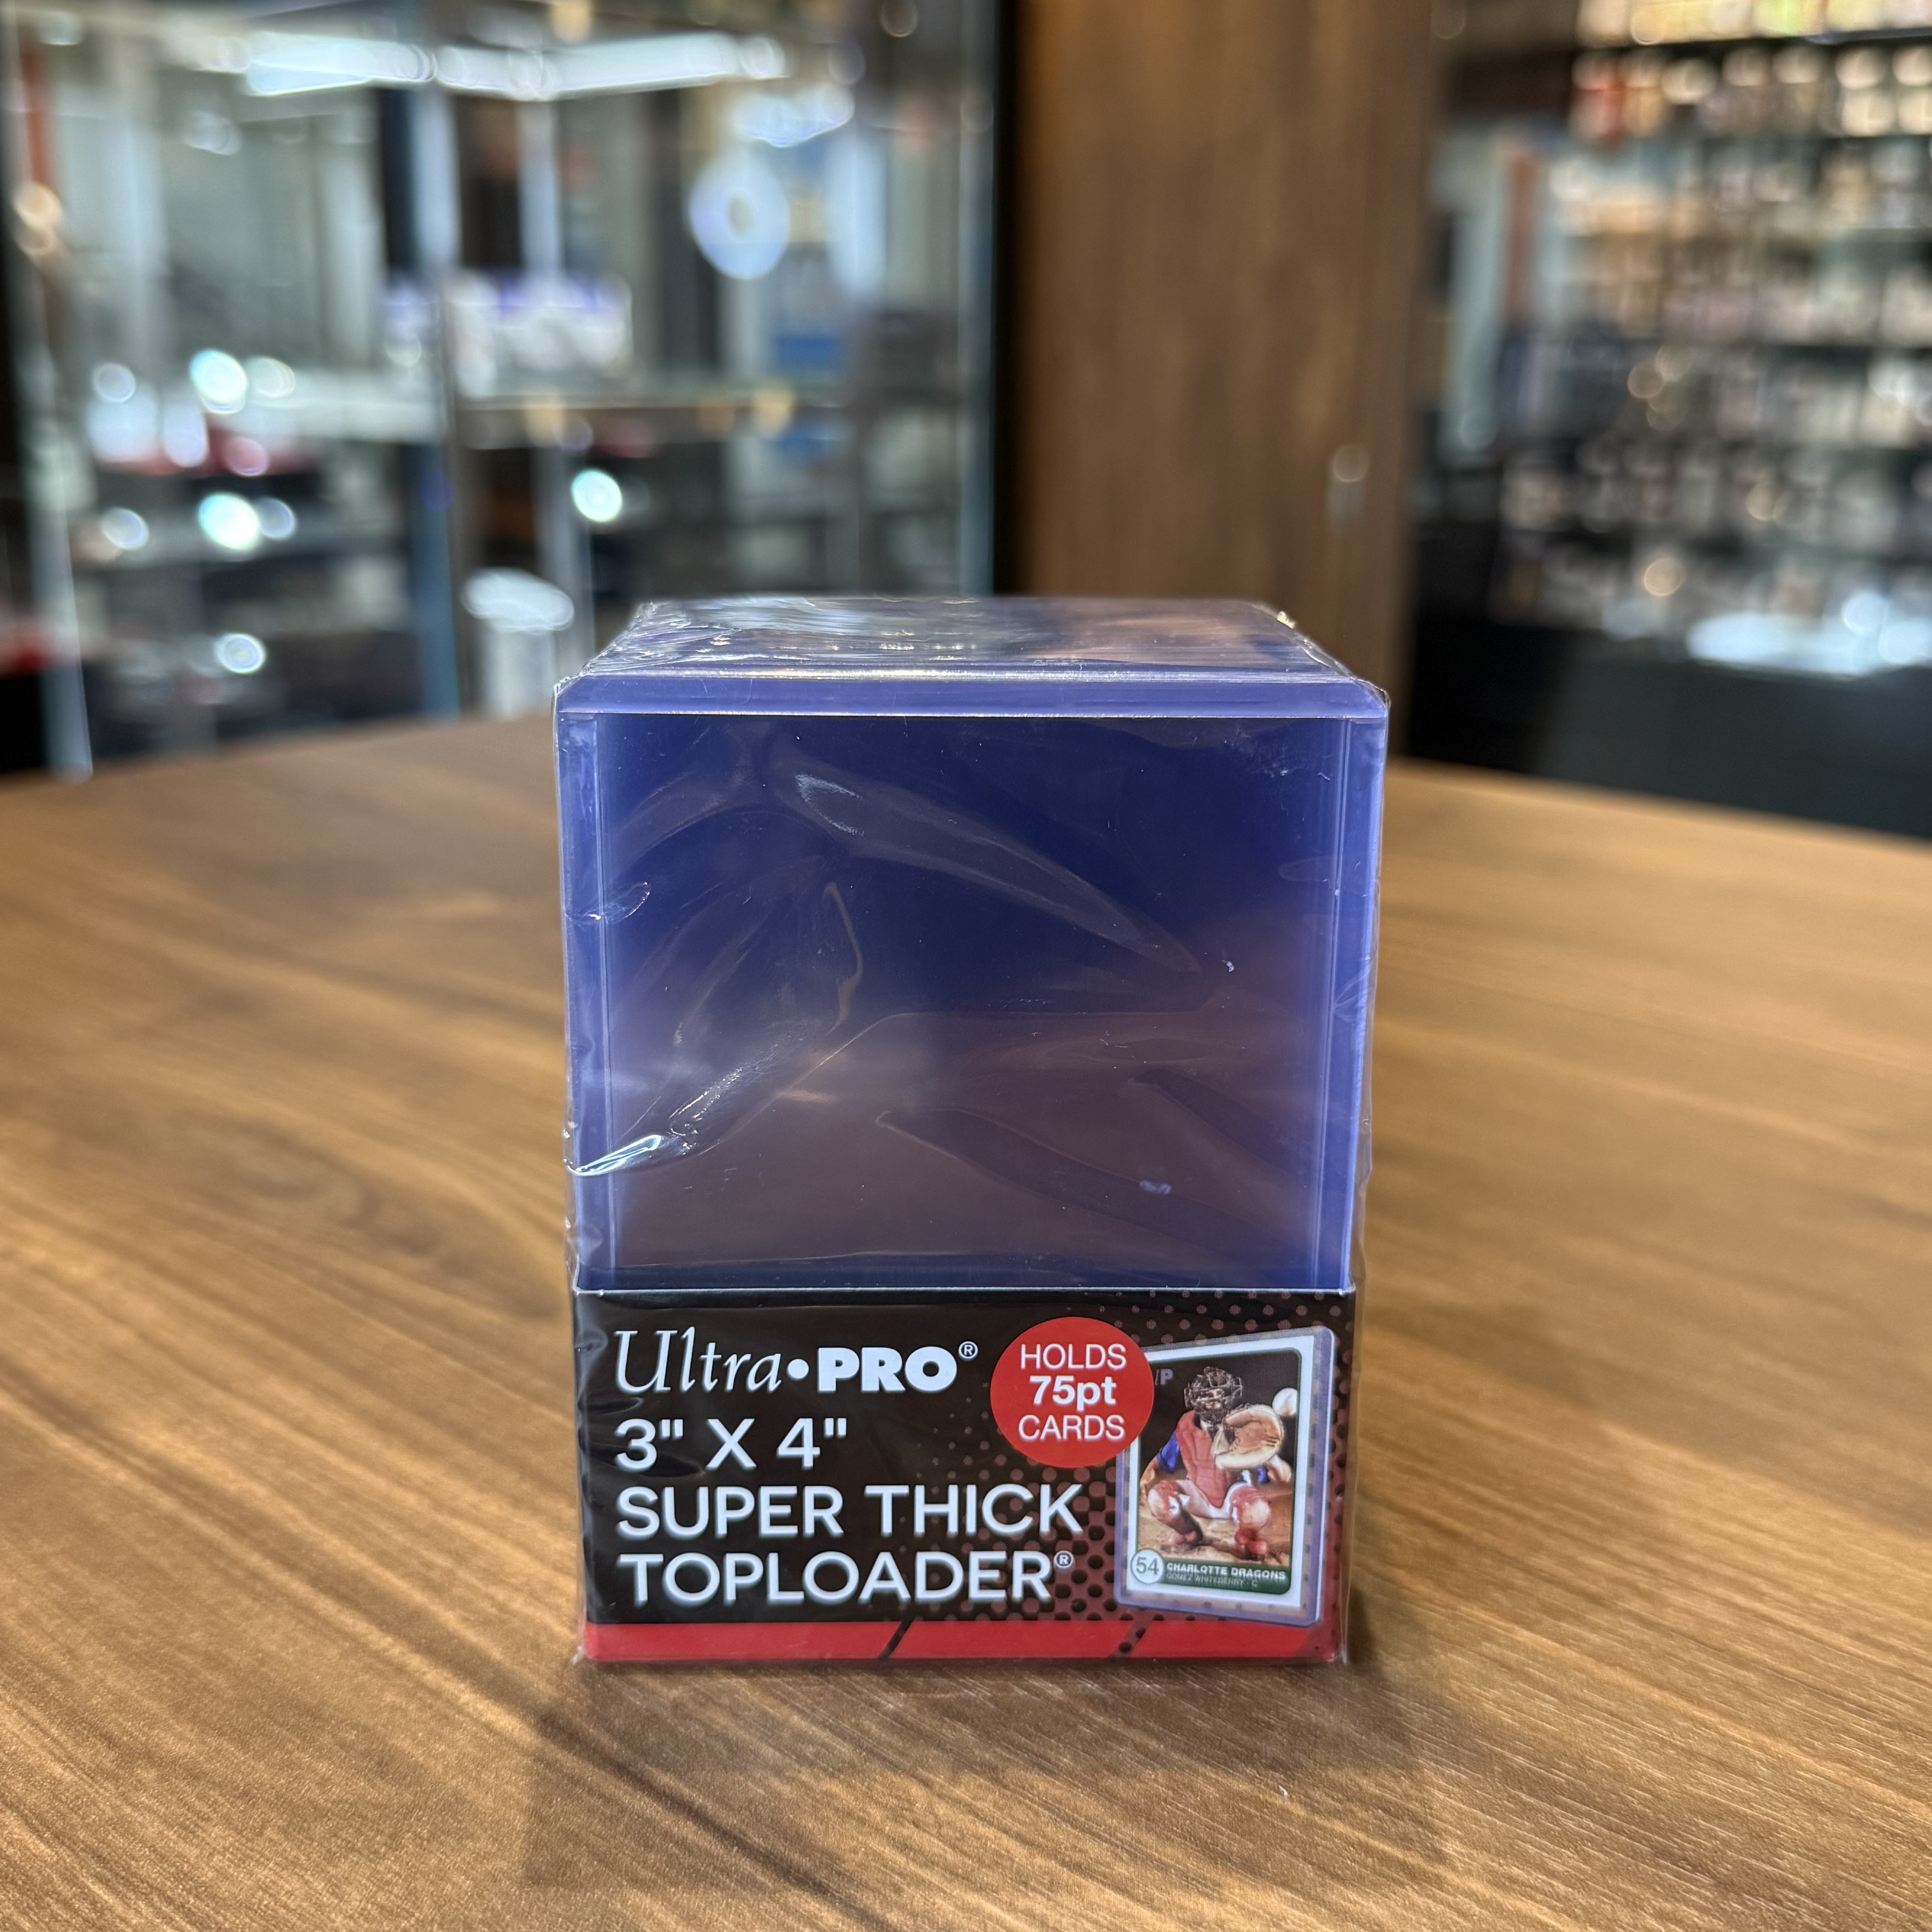 Ultra•PRO®
3" X 4"
SUPER THICK
TOPLOADER®
HOLDS
75pt
CARDS
54
CHARLOTTE DRAGONS